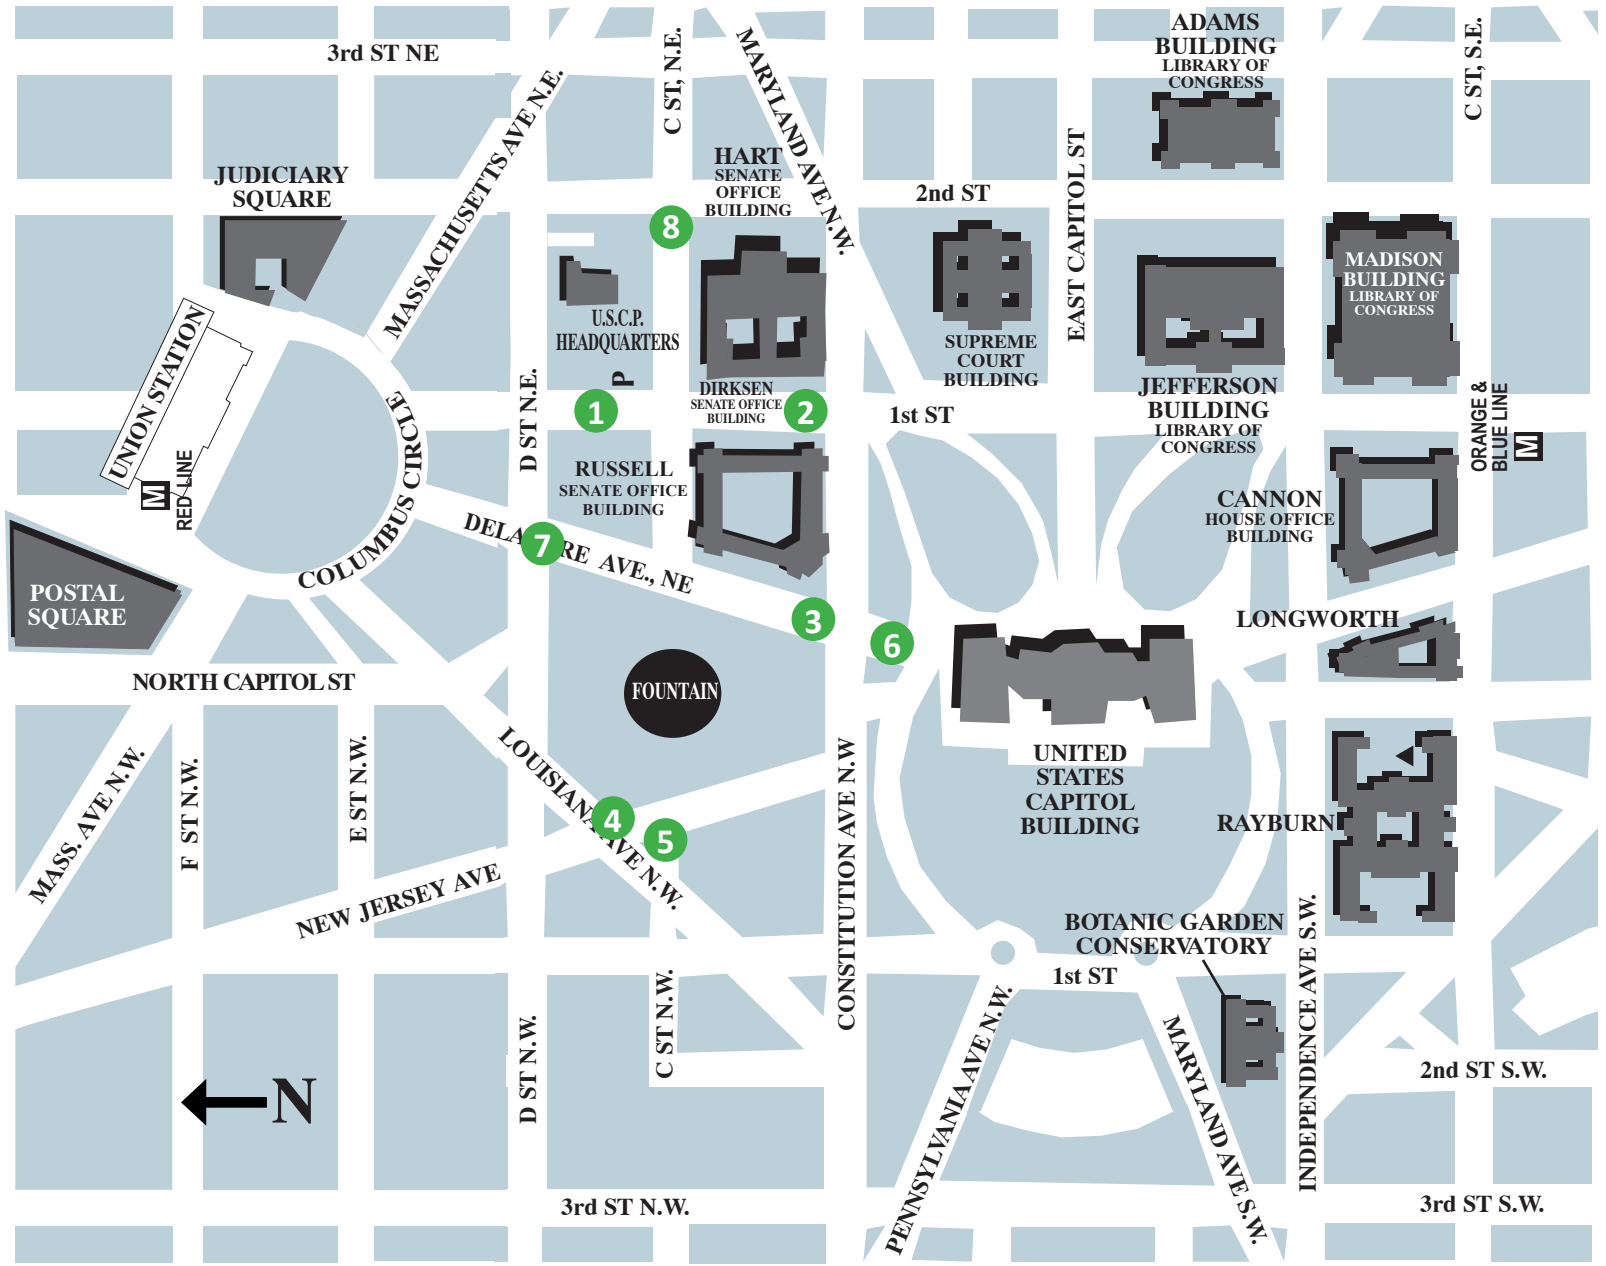 3rd ST NE
ADAMS
BUILDING
LIBRARY OF
CONGRESS
C ST, N.E.
MARYLAND AVE N.W.
C ST, S.E.
MASSACHUSETTS AVE N.E.
EAST CAPITOL ST
JUDICIARY
SQUARE
HART
SENATE
OFFICE
BUILDING
2nd ST
8
MADISON
BUILDING
LIBRARY OF
CONGRESS
U.S.C.P.
HEADQUARTERS
P
SUPREME
COURT
BUILDING
UNION STATION
COLUMBUS CIRCLE
D ST N.E.
1
DIRKSEN
SENATE OFFICE
BUILDING
2
1st ST
JEFFERSON
BUILDING
LIBRARY OF
CONGRESS
ORANGE &
BLUE LINE
M
M
RED LINE
RUSSELL
SENATE OFFICE
BUILDING
CANNON
HOUSE OFFICE
BUILDING
DELA RE AVE., NE
7
POSTAL
SQUARE
3
6
LONGWORTH
NORTH CAPITOL ST
FOUNTAIN
UNITED
STATES
CAPITOL
BUILDING
MASS. AVE N.W.
F ST N.W.
E ST N.W.
LOUISIANA AVE N.W.
4
5
CONSTITUTION AVE N.W
RAYBURN
NEW JERSEY AVE
BOTANIC GARDEN
CONSERVATORY
1st ST
INDEPENDENCE AVE S.W.
D ST N.W.
C ST N.W.
PENNSYLVANIA AVE N.W.
MARYLAND AVE S.W.
2nd ST S.W.
N
3rd ST N.W.
3rd ST S.W.